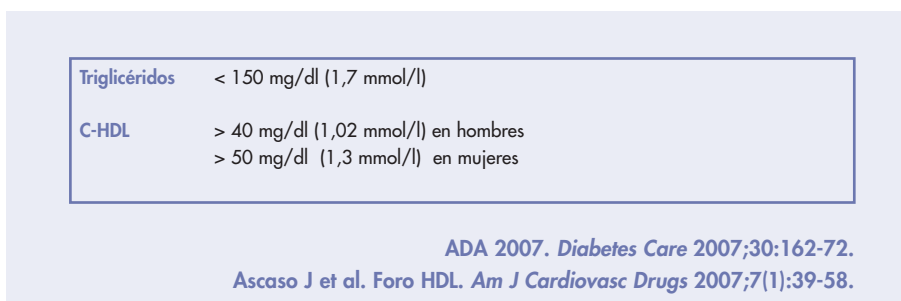 Triglicéridos < 150 mg/dl (1,7 mmol/l)
C-HDL > 40 mg/dl (1,02 mmol/l) en hombres
> 50 mg/dl (1,3 mmol/l) en mujeres
ADA 2007. Diabetes Care 2007;30:162-72.
Ascaso J et al. Foro HDL. Am J Cardiovasc Drugs 2007;7(1):39-58.